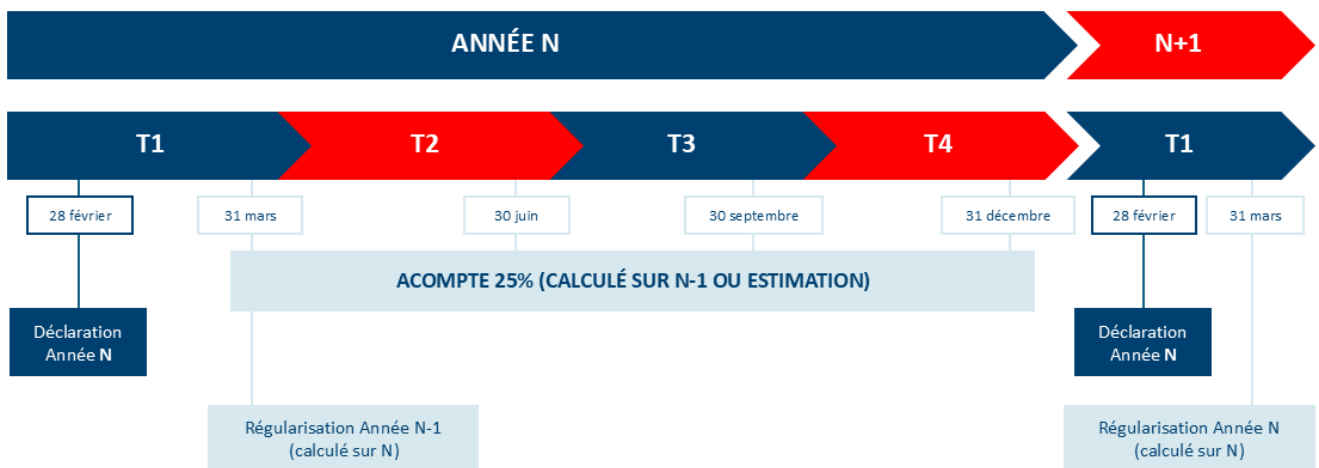 ANNÉE N
N+1
T1
T2
T3
T4
T1
28 février
31 mars
30 juin
30 septembre
31 décembre
28 février
31 mars
ACOMPTE 25% (CALCULÉ SUR N-1 OU ESTIMATION)
Déclaration
Année N
Déclaration
Année N
Régularisation Année N-1
(calculé sur N)
Régularisation Année N
(calculé sur N)